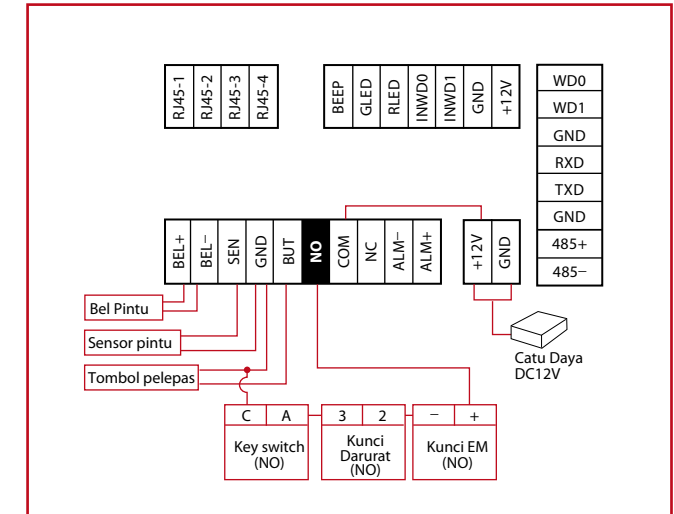 RJ45-1
RJ45-2
RJ45-3
RJ45-4
BEEP
GLED
RLED
INWD0
INWD1
GND
+12V
WD0
WD1
GND
RXD
TXD
GND
485+
485−
BEL+
BEL−
SEN
GND
BUT
NO
COM
NC
ALM−
ALM+
+12V
GND
Bel Pintu
Sensor pintu
Tombol pelepas
Catu Daya
DC12V
C A
Key switch
(NO)
3 2
Kunci
Darurat
(NO)
− +
Kunci EM
(NO)